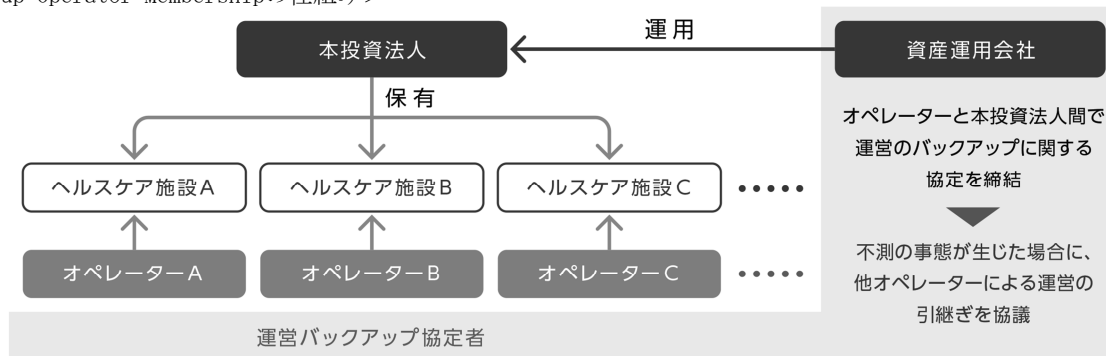 運用
本投資法人
資産運用会社
保有
オペレーターと本投資法人間で
運営のバックアップに関する
協定を締結
ヘルスケア施設A
ヘルスケア施設B
ヘルスケア施設C
•••••
不測の事態が生じた場合に、
他オペレーターによる運営の
引継ぎを協議
オペレーターA
オペレーターB
オペレーターC
•••••
運営バックアップ協定者